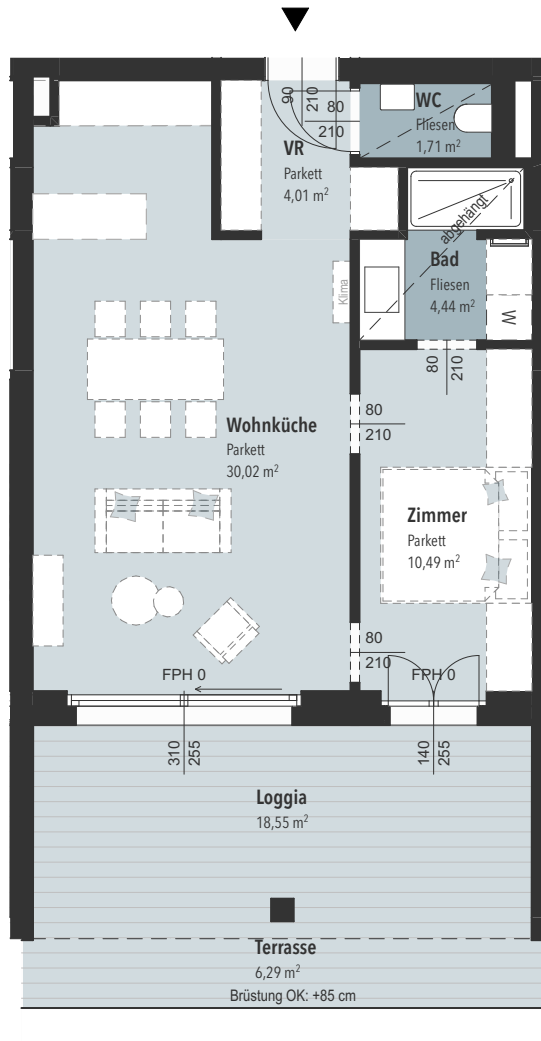 90
210
80
210
WC
Fliesen
1,71 m²
VR
Parkett
4,01 m²
abgehängt
Bad
Fliesen
4,44 m²
W
Klima
80
210
80
210
Wohnküche
Parkett
30,02 m²
Zimmer
Parkett
10,49 m²
80
210
FPH 0
FPH 0
310
255
140
255
Loggia
18,55 m²
Terrasse
6,29 m²
Brüstung OK: +85 cm